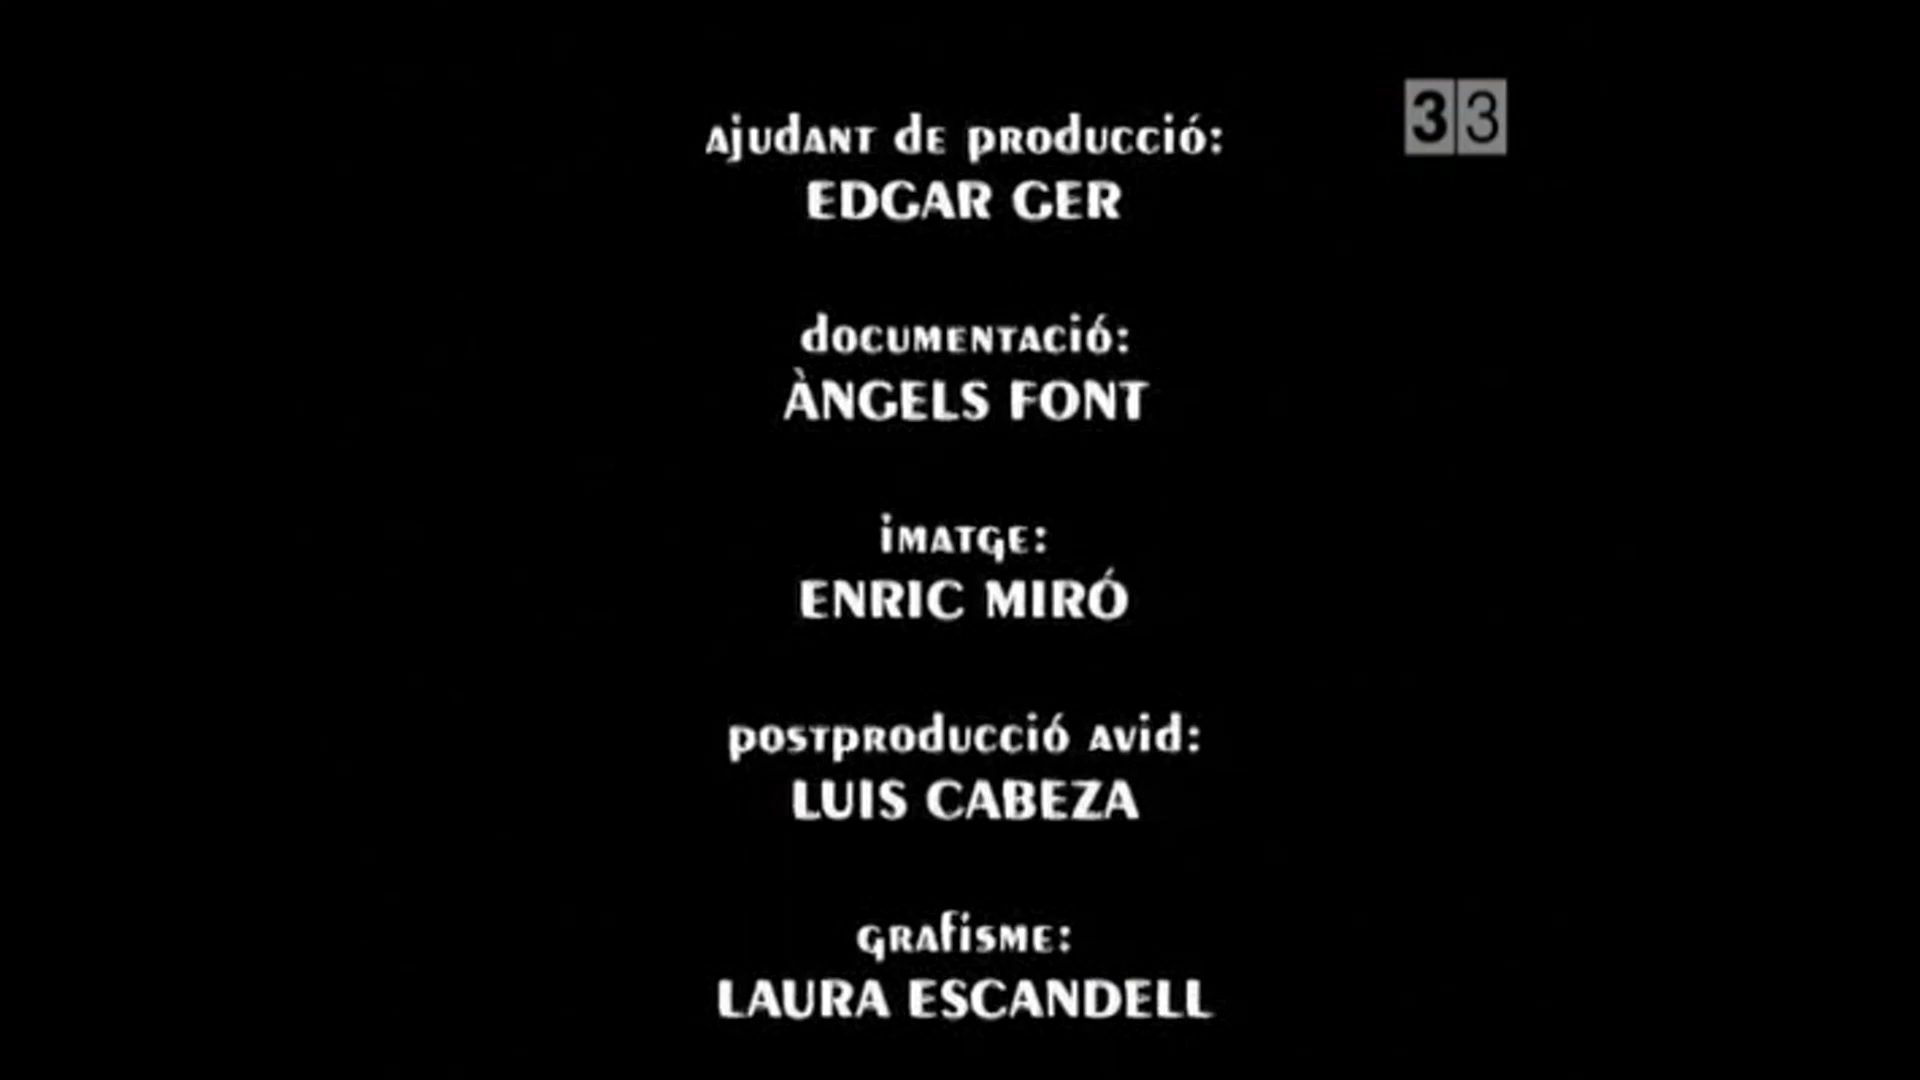 33
ajudant de producció:
EDGAR GER
documentació:
ÀNGELS FONT
imatge:
ENRIC MIRÓ
postproducció avid:
LUIS CABEZA
grafisme:
LAURA ESCANDELL